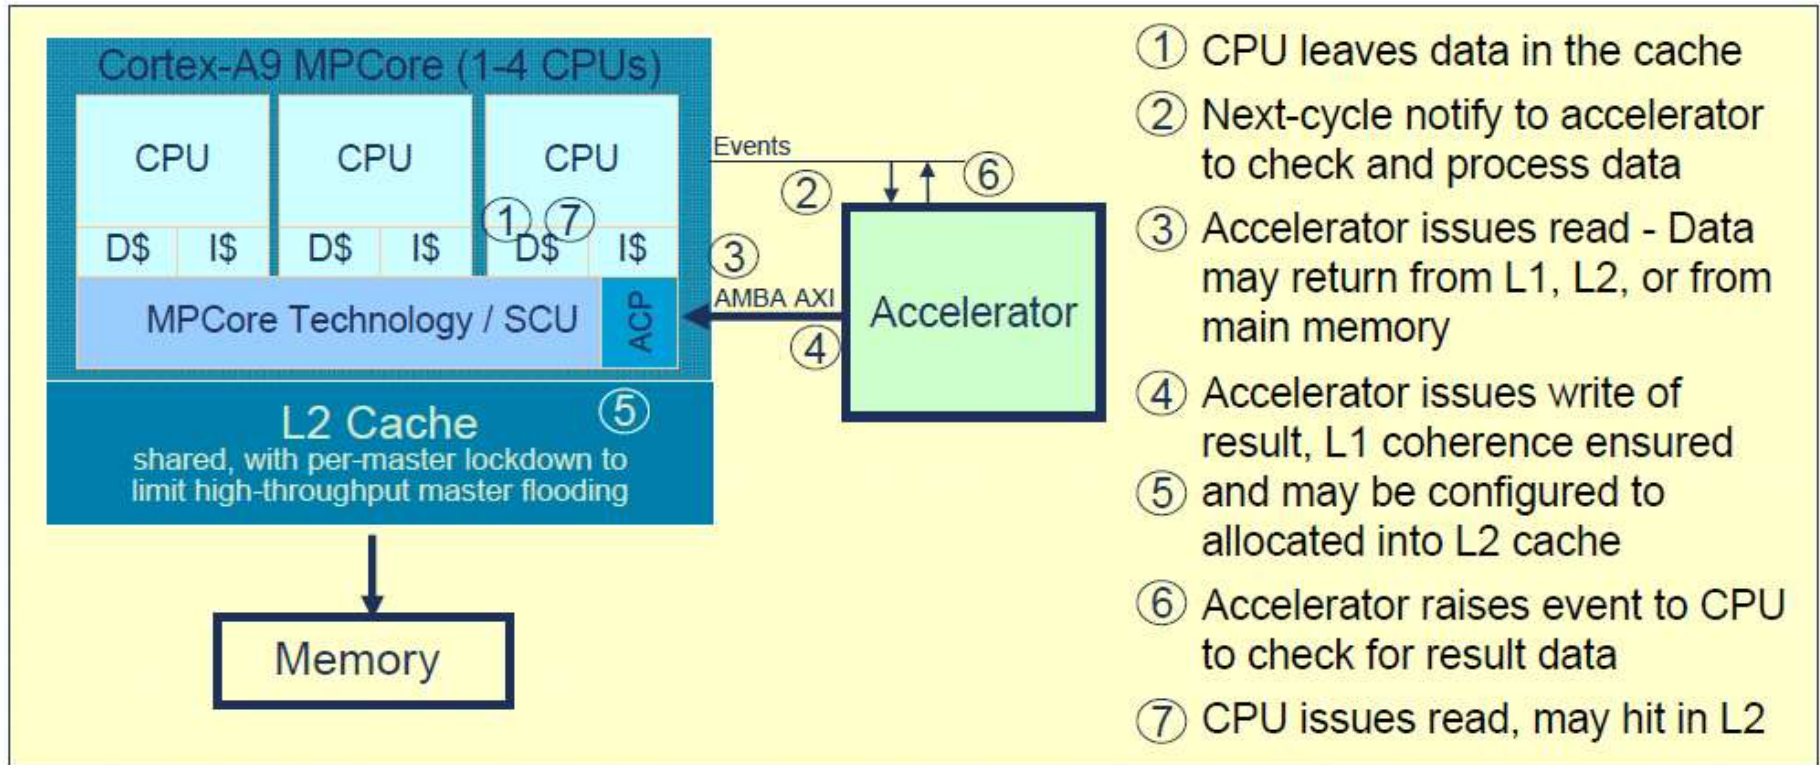 Cortex-A9 MPCore (1-4 CPUs)
CPU
CPU
CPU
1
7
D$
I$
D$
I$
D$
I$
MPCore Technology / SCU
ACP
L2 Cache
5
shared, with per-master lockdown to
limit high-throughput master flooding
Memory
Events
2
6
3
AMBA AXI
4
Accelerator
1 CPU leaves data in the cache
2 Next-cycle notify to accelerator
to check and process data
3 Accelerator issues read - Data
may return from L1, L2, or from
main memory
4 Accelerator issues write of
result, L1 coherence ensured
5 and may be configured to
allocated into L2 cache
6 Accelerator raises event to CPU
to check for result data
7 CPU issues read, may hit in L2